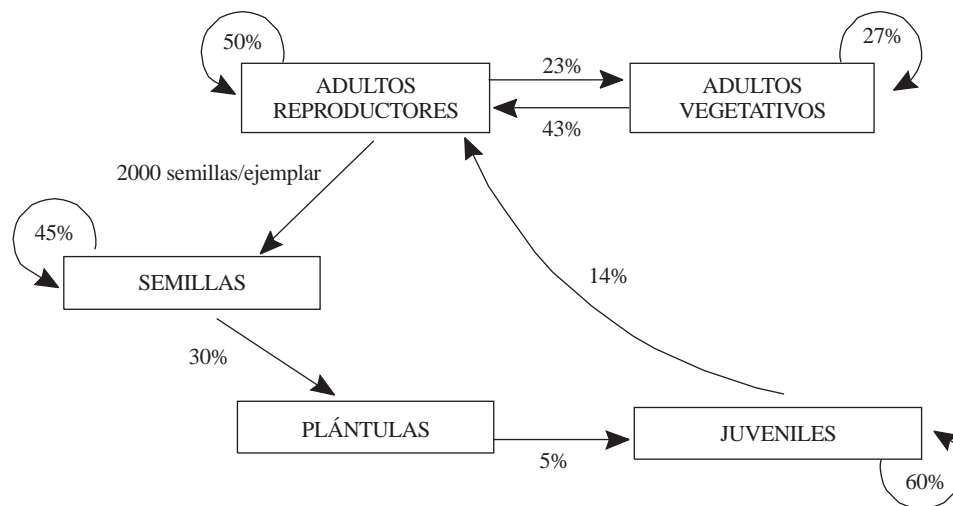 50%
27%
ADULTOS
REPRODUCTORES
23%
43%
ADULTOS
VEGETATIVOS
2000 semillas/ejemplar
45%
SEMILLAS
14%
30%
PLÁNTULAS
5%
JUVENILES
60%